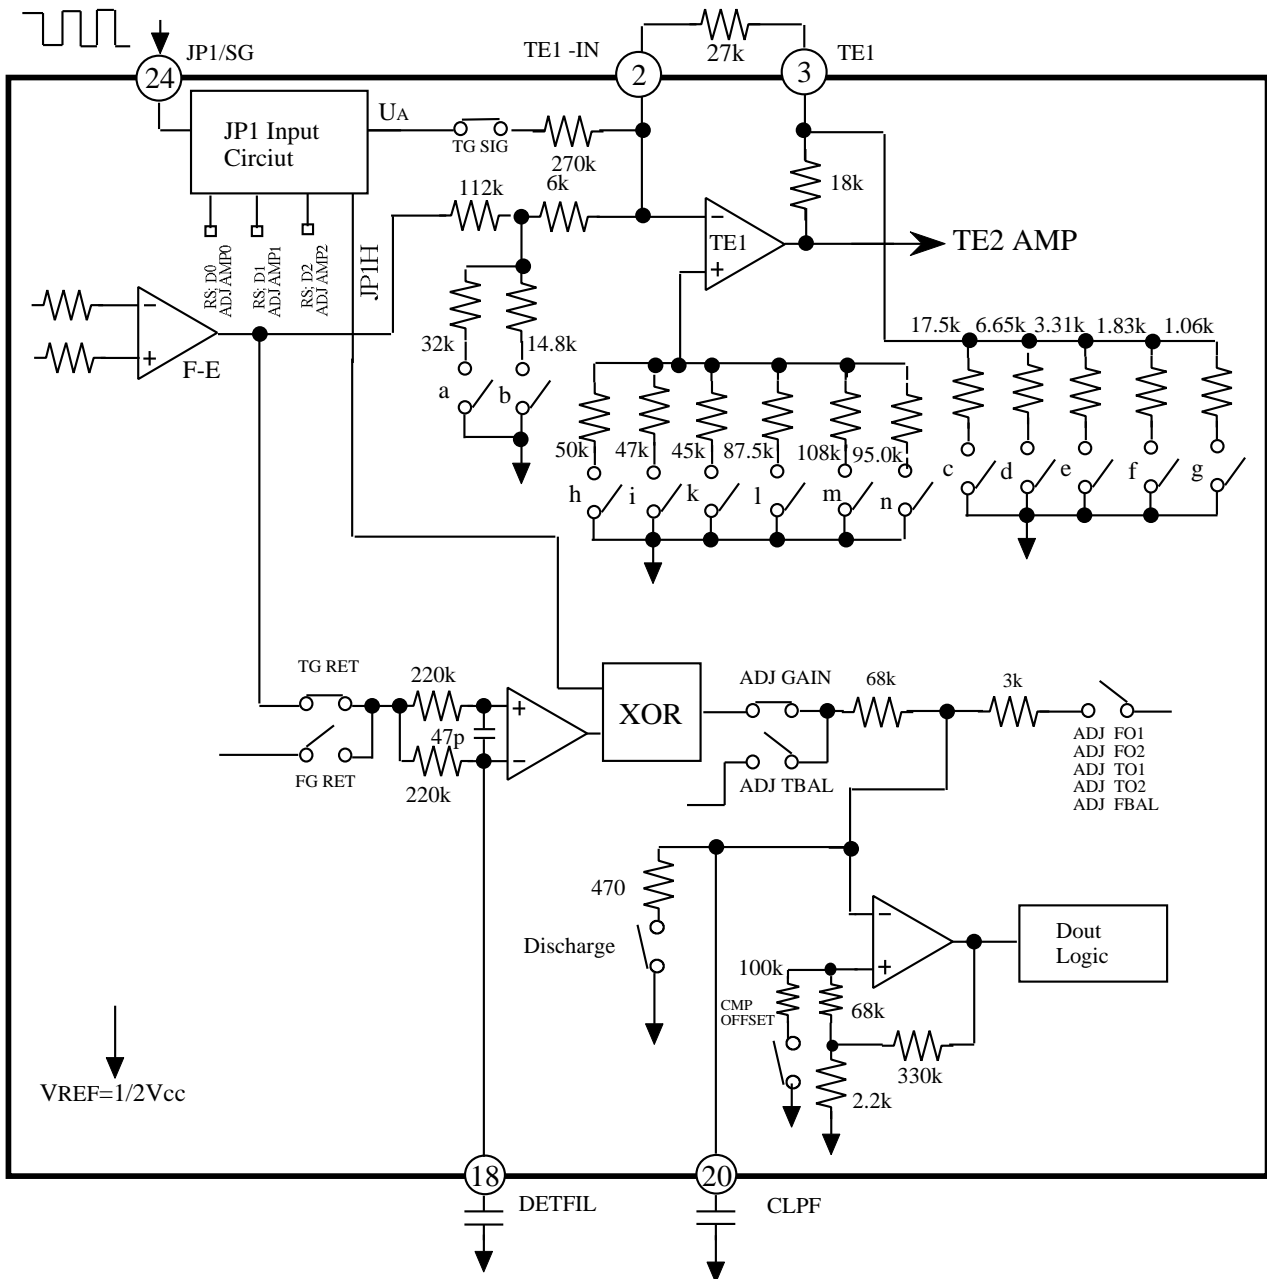 TE1 -IN
27k
TE1
JP1/SG
24
2
3
JP1 Input
Circiut
UA
TG SIG
270k
112k
6k
18k
TE1
TE2 AMP
RS; D0
ADJ AMP0
RS; D1
ADJ AMP1
RS; D2
ADJ AMP2
JP1H
F-E
32k
14.8k
a
b
17.5k
6.65k
3.31k
1.83k
1.06k
50k
47k
45k
87.5k
108k
95.0k
h
i
k
l
m
n
c
d
e
f
g
TG RET
FG RET
220k
47p
220k
XOR
ADJ GAIN
ADJ TBAL
68k
3k
ADJ FO1
ADJ FO2
ADJ TO1
ADJ TO2
ADJ FBAL
470
Discharge
100k
CMP
OFFSET
68k
330k
2.2k
Dout
Logic
VREF=1/2Vcc
18
DETFIL
20
CLPF